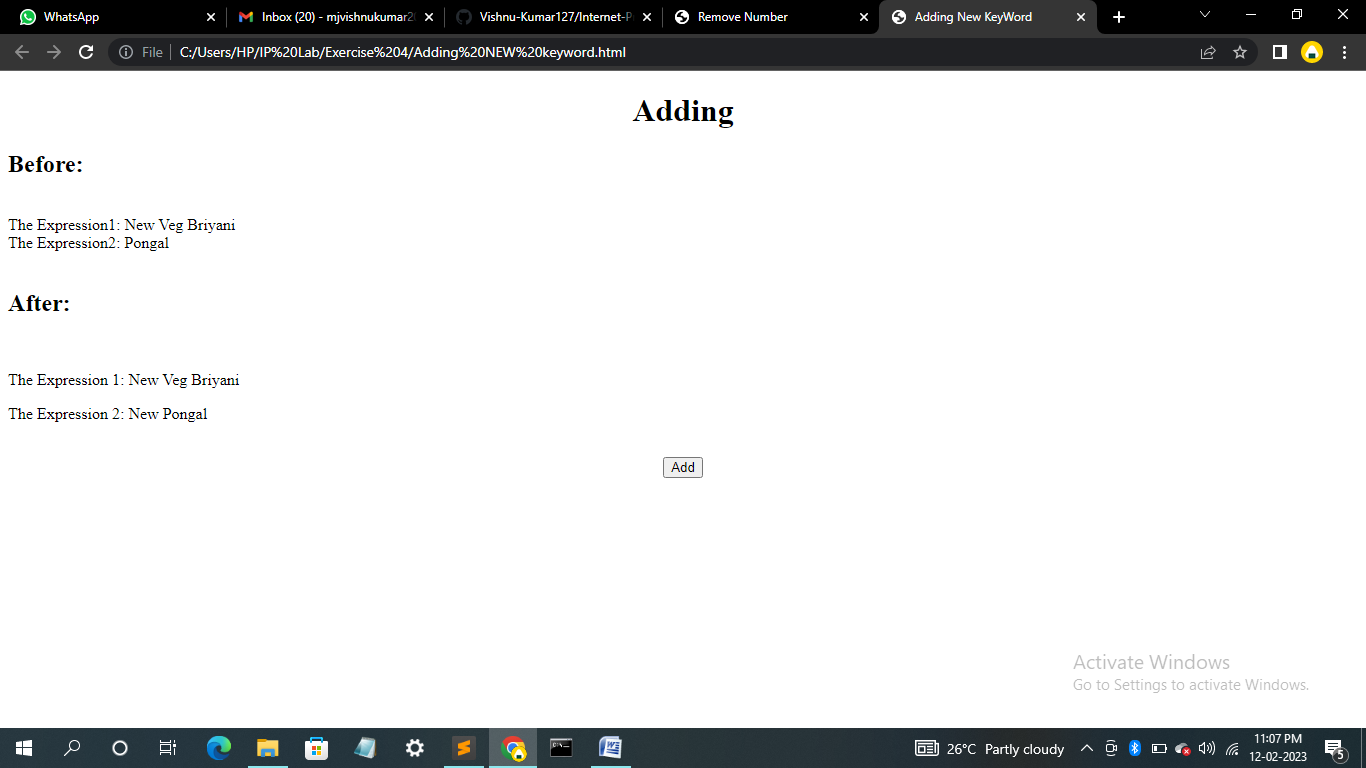 WhatsApp
Inbox (20) - mjvishnukumar2
Vishnu-Kumar127/Internet-P
Remove Number
Adding New KeyWord
File
C:/Users/HP/IP%20Lab/Exercise%204/Adding%20NEW%20keyword.html
Adding
Before:
The Expression1: New Veg Briyani
The Expression2: Pongal
After:
The Expression 1: New Veg Briyani
The Expression 2: New Pongal
Add
Activate Windows
Go to Settings to activate Windows.
26°C Partly cloudy
11:07 PM
12-02-2023
5